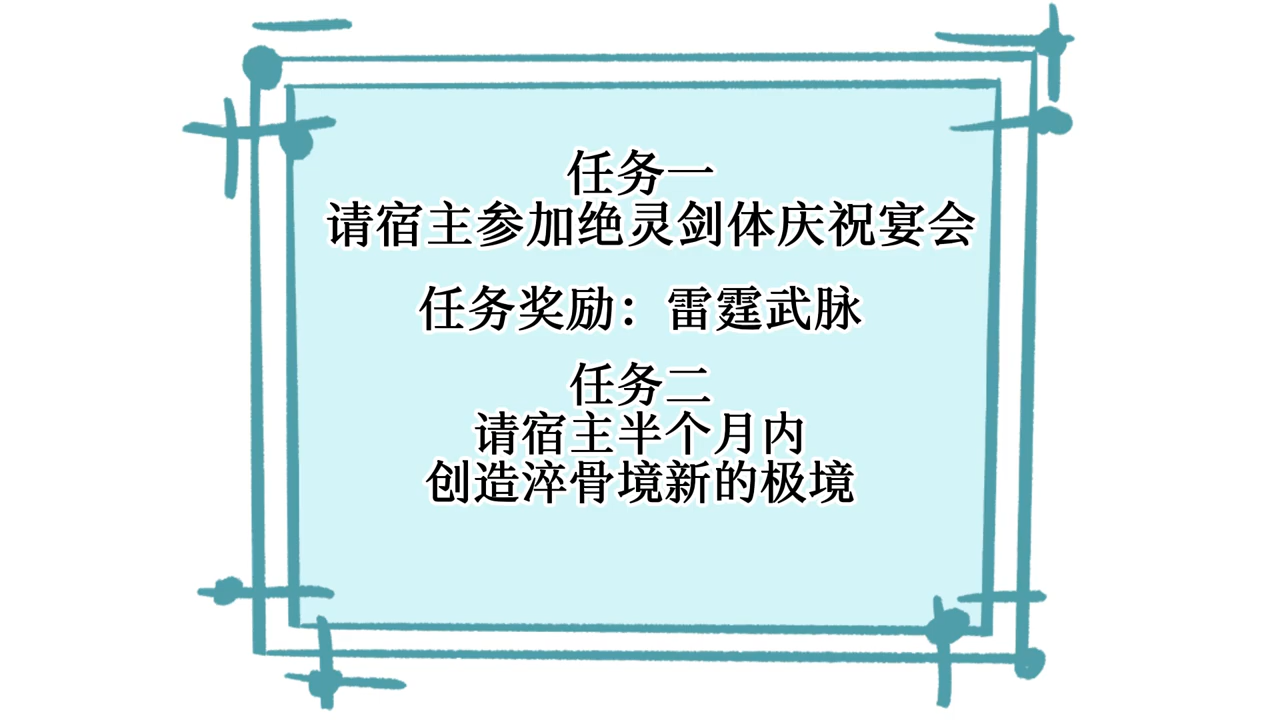 任务一
请宿主参加绝灵剑体庆祝宴会
任务奖励：雷霆武脉
任务二
请宿主半个月内
创造淬骨境新的极境